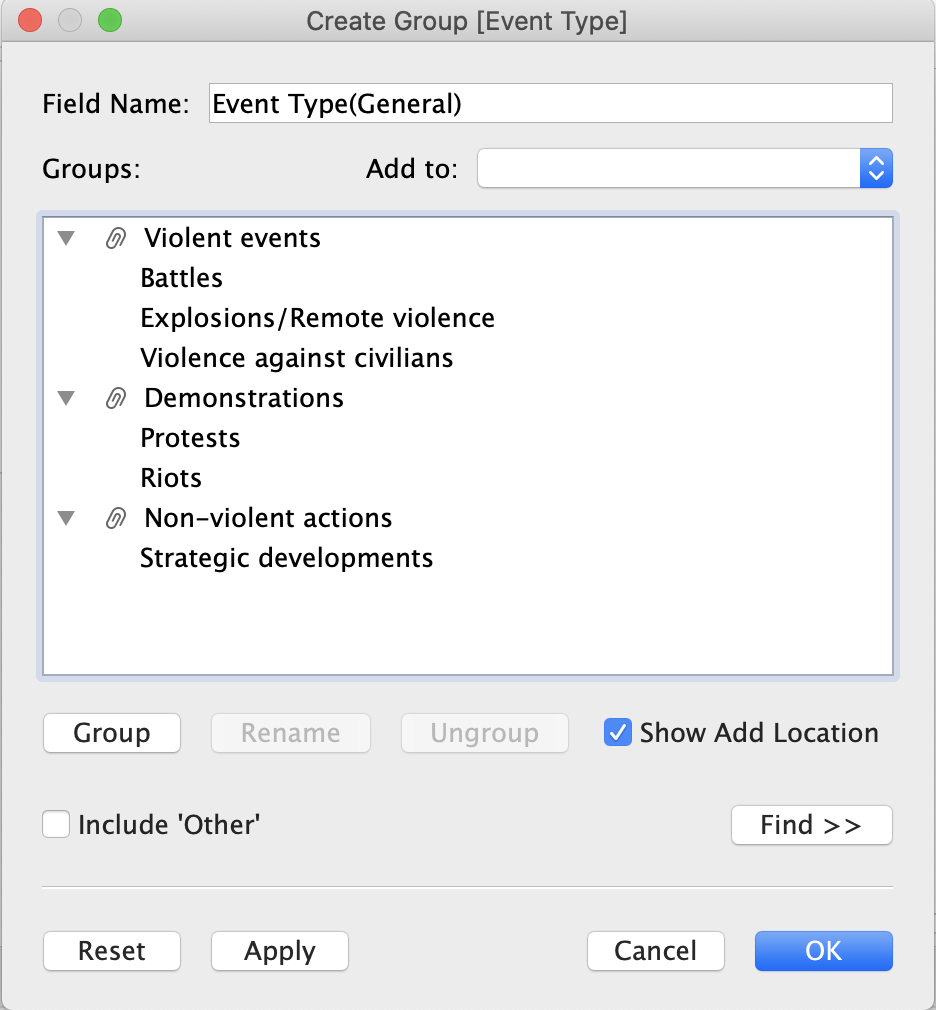 Create Group [Event Type]
Field Name: Event Type(General)
Groups: Add to:
Violent events
Battles
Explosions/Remote violence
Violence against civilians
Demonstrations
Protests
Riots
Non-violent actions
Strategic developments
Group Rename Ungroup Show Add Location
Include 'Other' Find >>
Reset Apply Cancel OK